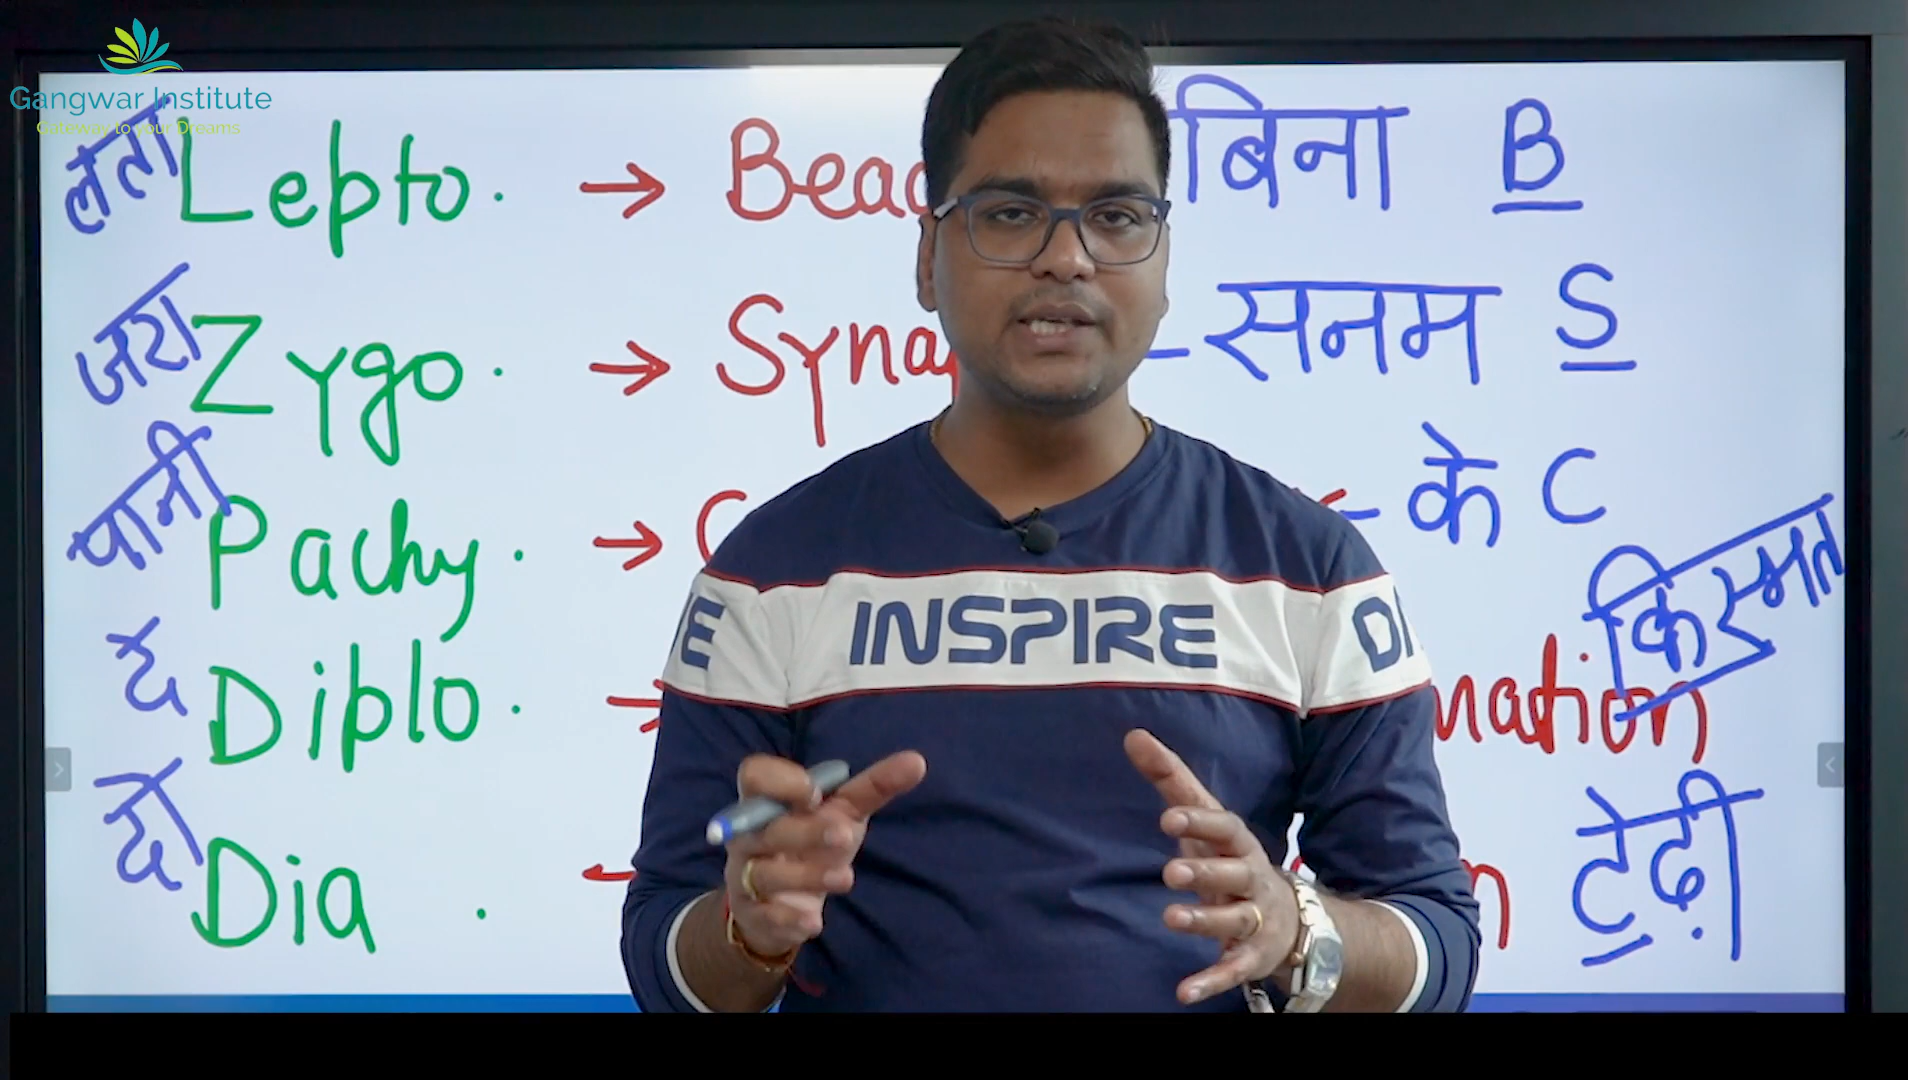 Gangwar Institute
Gateway to your Dreams
लता Lepto. → Bead बिना B
जरा Zygo. → Syna - सनम S
पानी Pachy. → C - के C
दे Diplo. → mation किस्मत
दो Dia . n टेढ़ी
INSPIRE